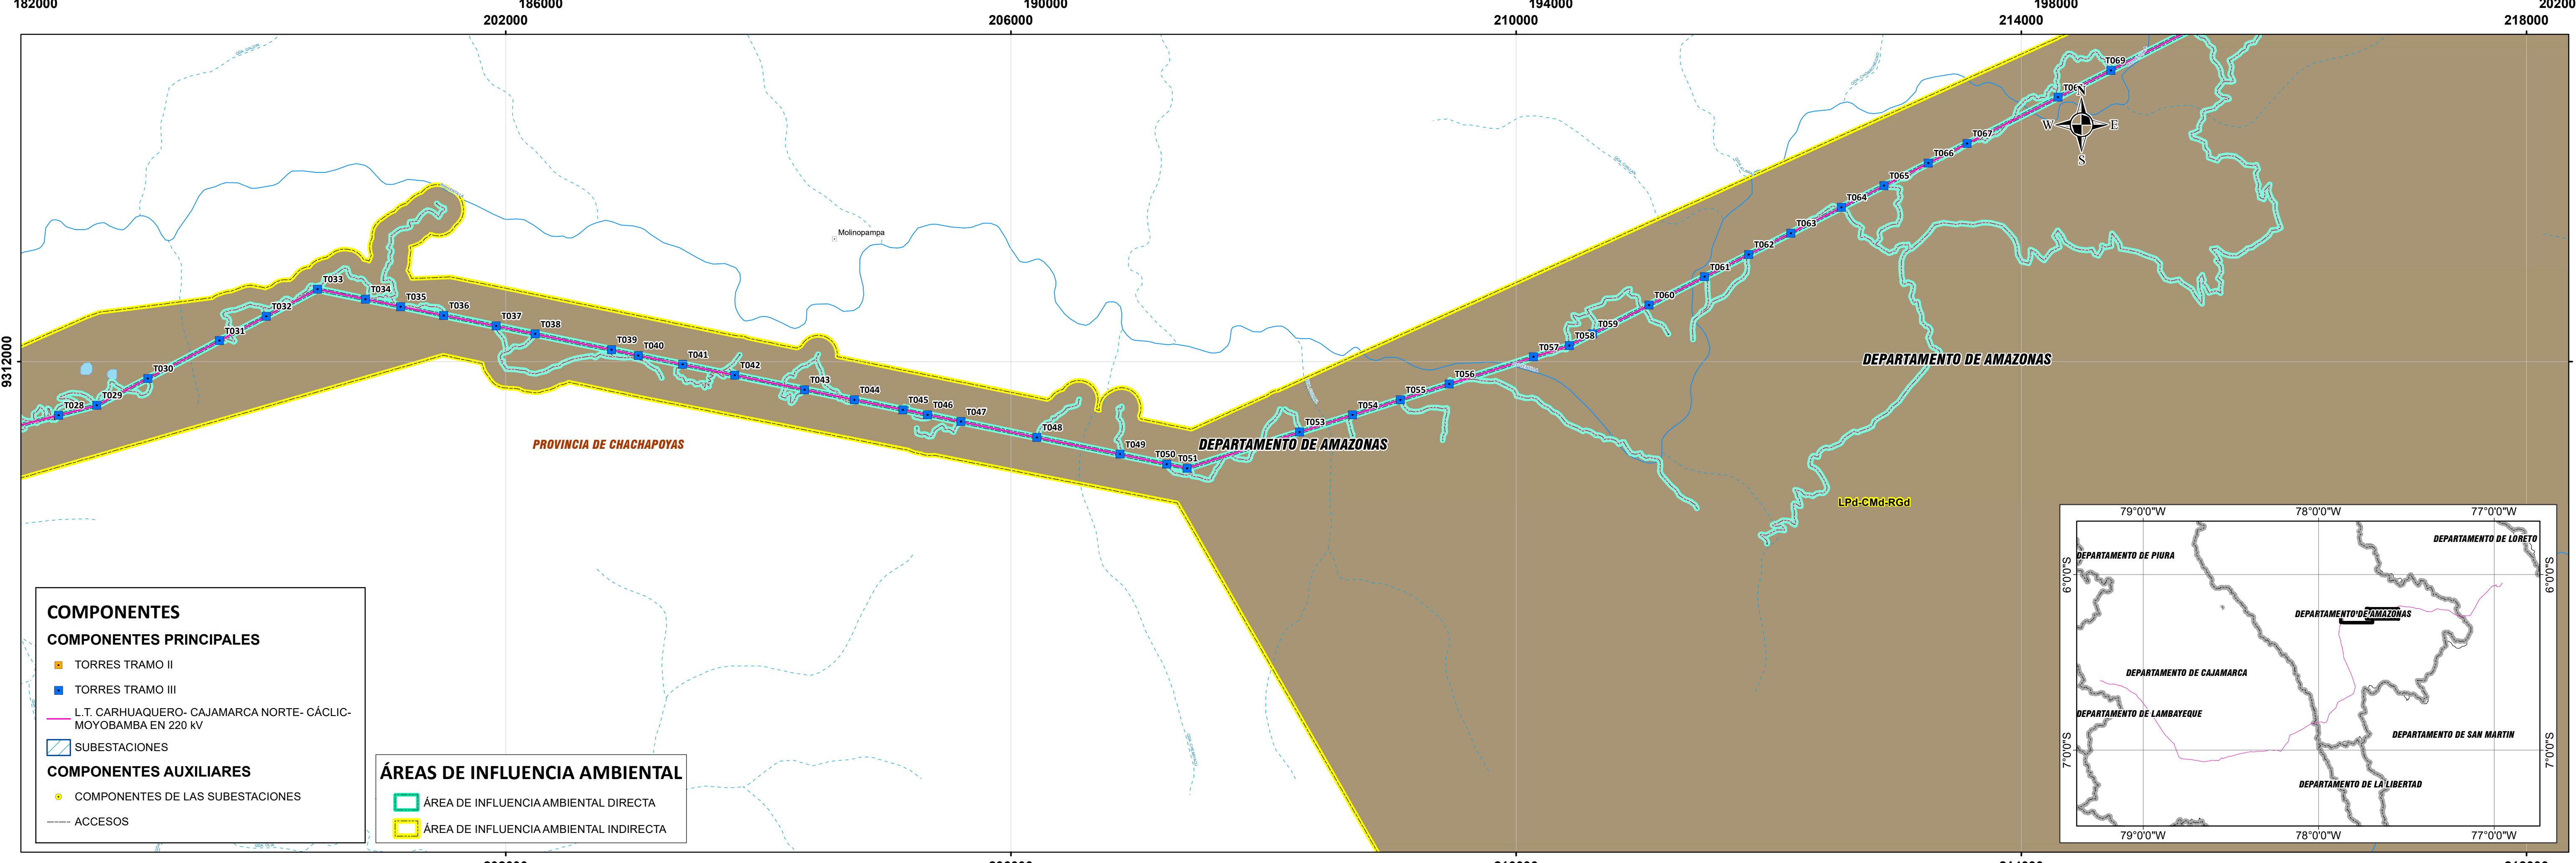 182000 186000 190000 194000 198000 20200
202000 206000 210000 214000 218000
9312000
T069
T067
T066
T065
T064
T063
T062
T061
T060
T059
T058
T057
T056
T055
T054
T053
T051
T050
T049
T048
T047
T046
T045
T044
T043
T042
T041
T040
T039
T038
T037
T036
T035
T034
T033
T032
T031
T030
T029
T028
Molinopampa
N
W E
S
DEPARTAMENTO DE AMAZONAS
DEPARTAMENTO DE AMAZONAS
PROVINCIA DE CHACHAPOYAS
LPd-CMd-RGd
COMPONENTES
COMPONENTES PRINCIPALES
TORRES TRAMO II
TORRES TRAMO III
L.T. CARHUAQUERO- CAJAMARCA NORTE- CÁCLIC-
MOYOBAMBA EN 220 kV
SUBESTACIONES
COMPONENTES AUXILIARES
COMPONENTES DE LAS SUBESTACIONES
ACCESOS
ÁREAS DE INFLUENCIA AMBIENTAL
ÁREA DE INFLUENCIA AMBIENTAL DIRECTA
ÁREA DE INFLUENCIA AMBIENTAL INDIRECTA
79°0'0"W 78°0'0"W 77°0'0"W
DEPARTAMENTO DE LORETO
DEPARTAMENTO DE PIURA
6°0'0"S 6°0'0"S
DEPARTAMENTO DE AMAZONAS
DEPARTAMENTO DE CAJAMARCA
DEPARTAMENTO DE LAMBAYEQUE
DEPARTAMENTO DE SAN MARTIN
7°0'0"S 7°0'0"S
DEPARTAMENTO DE LA LIBERTAD
79°0'0"W 78°0'0"W 77°0'0"W